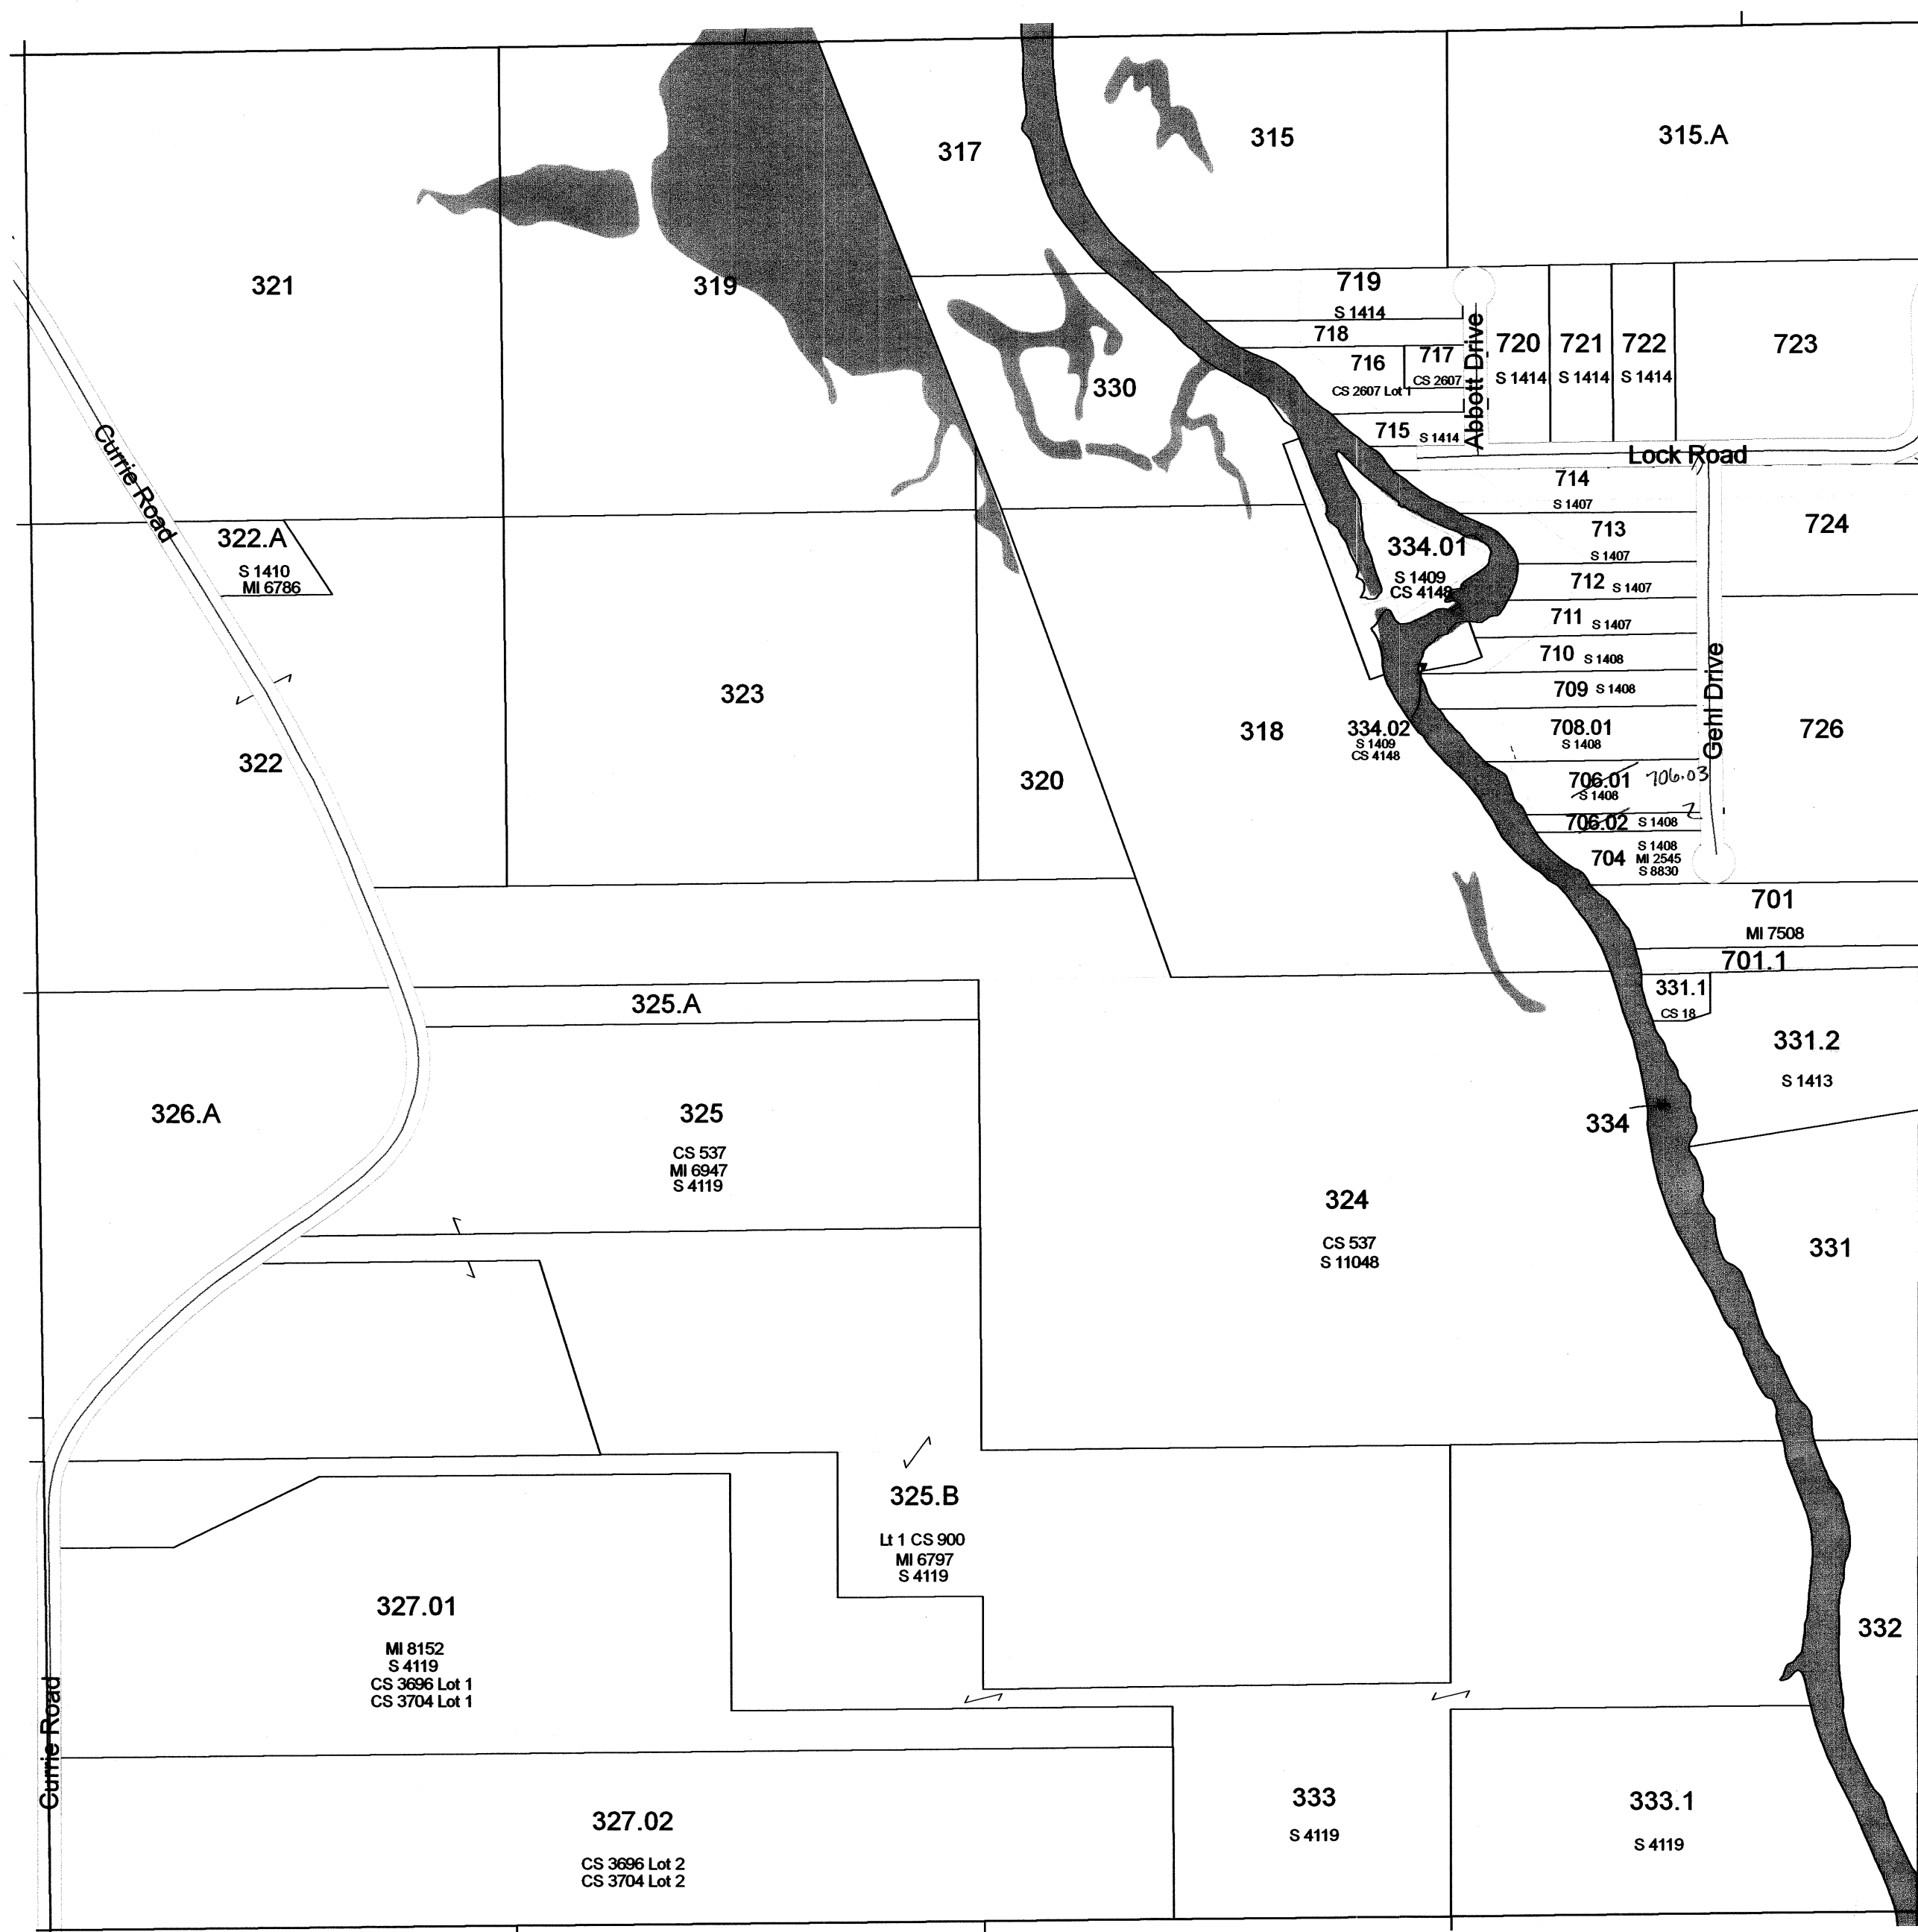 317
315
315.A
321
319
719
S 1414
718
716
CS 2607 Lot 1
717
CS 2607
Abbott Drive
720
S 1414
721
S 1414
722
S 1414
723
330
715 S 1414
Lock Road
Currie Road
714
S 1407
713
S 1407
724
322.A
S 1410
MI 6786
334.01
S 1409
CS 4148
712 S 1407
711 S 1407
710 S 1408
709 S 1408
Gehl Drive
323
318
334.02
S 1409
CS 4148
708.01
S 1408
726
322
320
706.01 706.03
S 1408
706.02 S 1408
704
S 1408
MI 2545
S 8830
701
MI 7508
701.1
325.A
331.1
CS 18
331.2
S 1413
326.A
325
CS 537
MI 6947
S 4119
334
324
CS 537
S 11048
331
325.B
Lt 1 CS 900
MI 6797
S 4119
327.01
MI 8152
S 4119
CS 3696 Lot 1
CS 3704 Lot 1
332
Currie Road
327.02
CS 3696 Lot 2
CS 3704 Lot 2
333
S 4119
333.1
S 4119